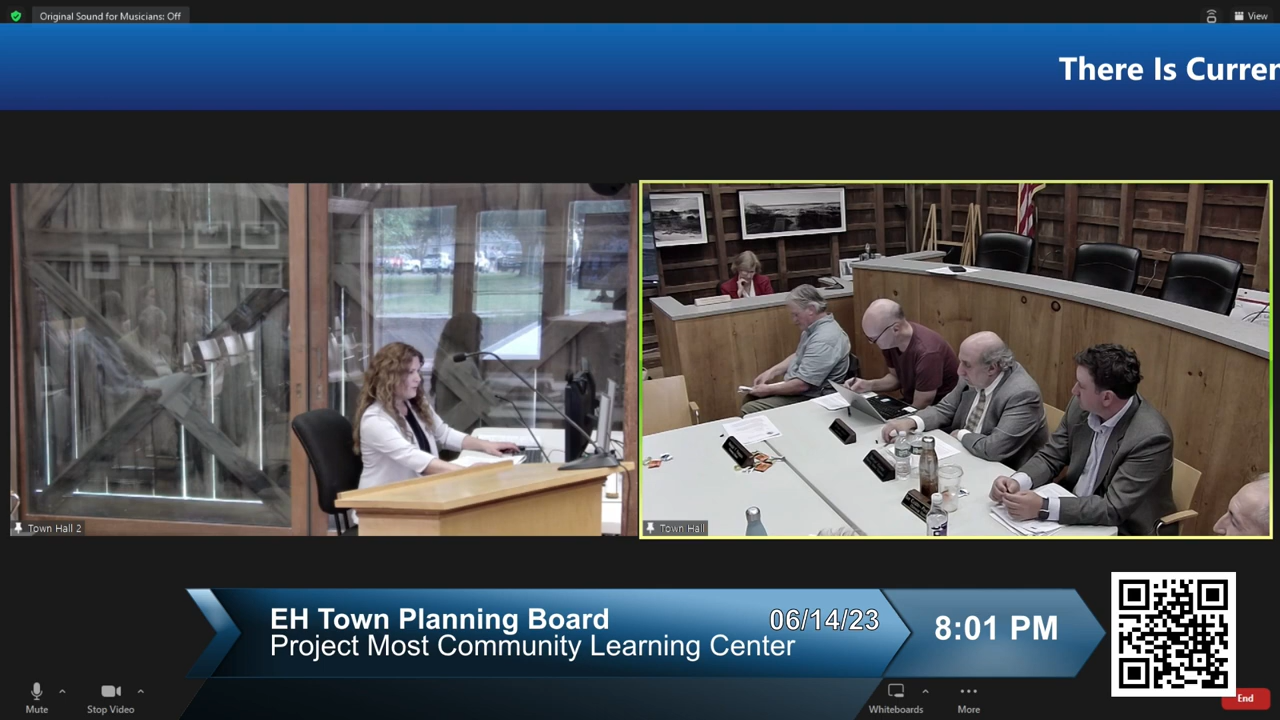 Original Sound for Musicians: Off
View
There Is Curren
Town Hall 2
Town Hall
EH Town Planning Board
06/14/23
Project Most Community Learning Center
8:01 PM
Mute
Stop Video
Whiteboards
More
End